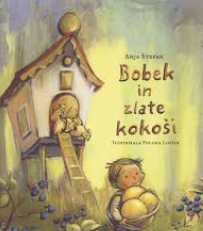 Anja Štefan
Bobek
in
zlate
kokoši
Ilustrirala Polona Lovšin